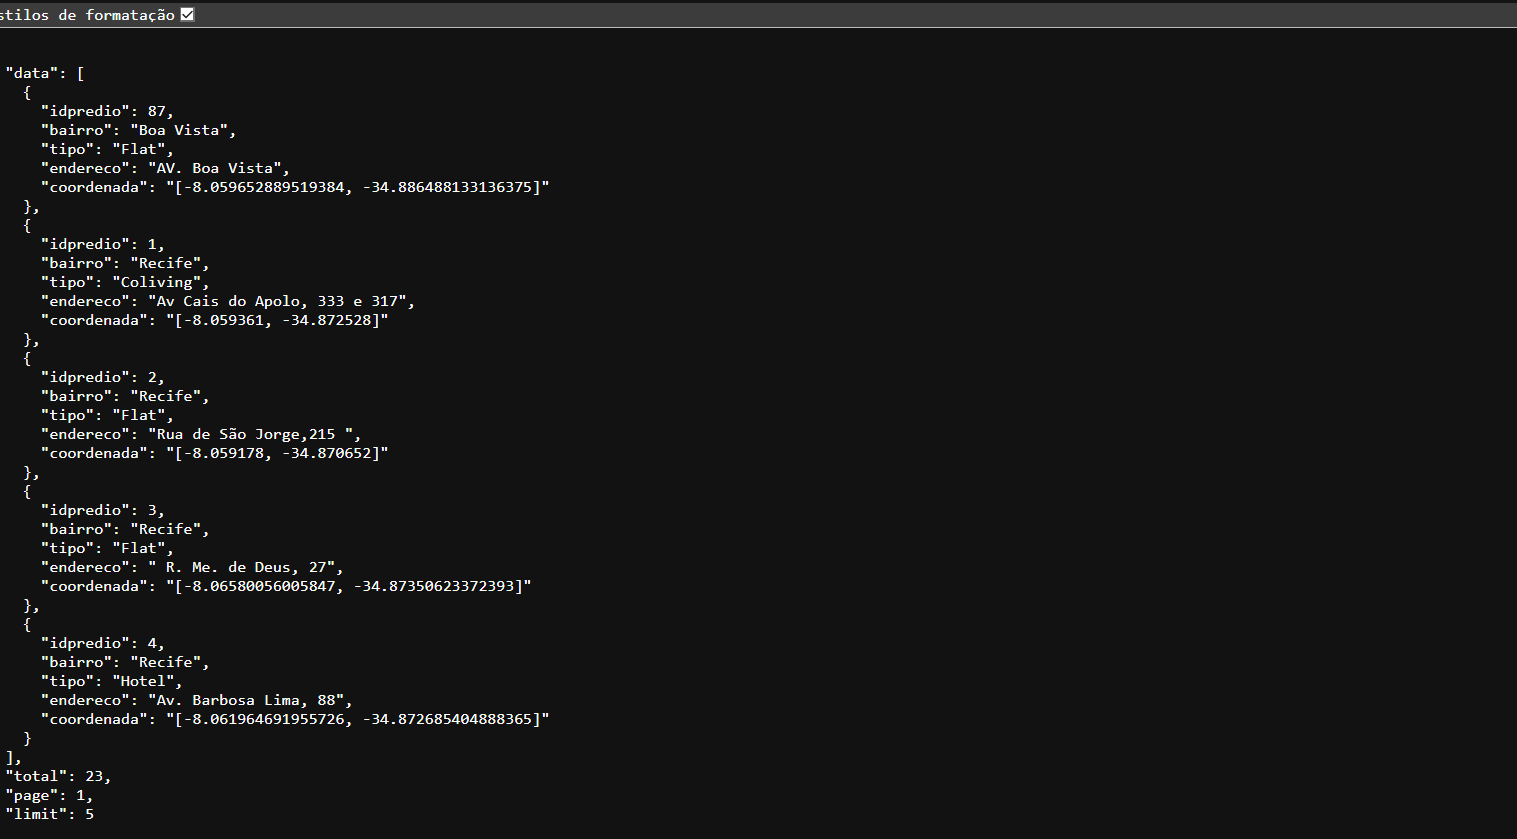 stilos de formatação
"data": [
{
"idpredio": 87,
"bairro": "Boa Vista",
"tipo": "Flat",
"endereco": "AV. Boa Vista",
"coordenada": "[-8.059652889519384, -34.886488133136375]"
},
{
"idpredio": 1,
"bairro": "Recife",
"tipo": "Coliving",
"endereco": "Av Cais do Apolo, 333 e 317",
"coordenada": "[-8.059361, -34.872528]"
},
{
"idpredio": 2,
"bairro": "Recife",
"tipo": "Flat",
"endereco": "Rua de São Jorge,215 ",
"coordenada": "[-8.059178, -34.870652]"
},
{
"idpredio": 3,
"bairro": "Recife",
"tipo": "Flat",
"endereco": " R. Me. de Deus, 27",
"coordenada": "[-8.06580056005847, -34.87350623372393]"
},
{
"idpredio": 4,
"bairro": "Recife",
"tipo": "Hotel",
"endereco": "Av. Barbosa Lima, 88",
"coordenada": "[-8.061964691955726, -34.872685404888365]"
}
],
"total": 23,
"page": 1,
"limit": 5